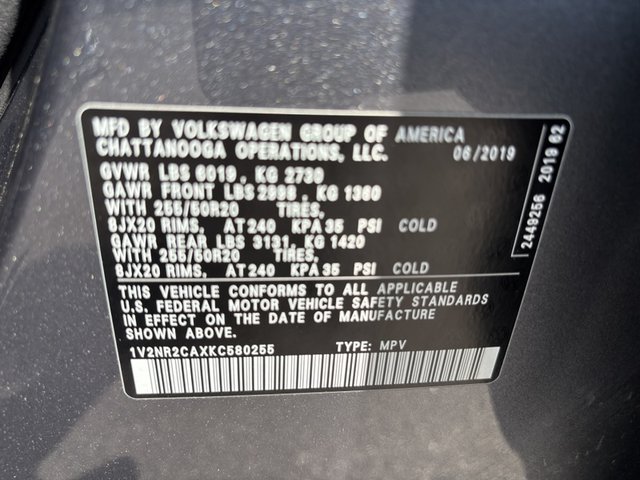 MFD BY VOLKSWAGEN GROUP OF AMERICA
CHATTANOOGA OPERATIONS, LLC. 06/2019
GVWR LBS 6019 , KG 2730
GAWR FRONT LBS 2998 , KG 1360
WITH 255/50R20 TIRES,
8JX20 RIMS, AT 240 KPA 35 PSI COLD
GAWR REAR LBS 3131, KG 1420
WITH 255/50R20 TIRES,
8JX20 RIMS, AT 240 KPA 35 PSI COLD
THIS VEHICLE CONFORMS TO ALL APPLICABLE
U.S. FEDERAL MOTOR VEHICLE SAFETY STANDARDS
IN EFFECT ON THE DATE OF MANUFACTURE
SHOWN ABOVE.
1V2NR2CAXKC580255 TYPE: MPV
2449256 2019 62